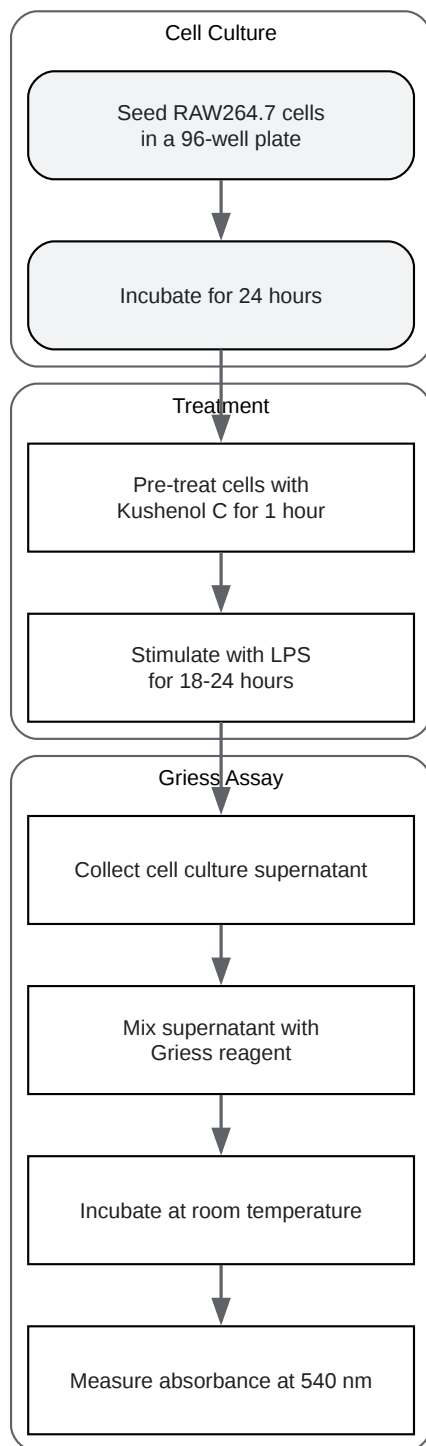 Cell Culture
Seed RAW264.7 cells
in a 96-well plate
Incubate for 24 hours
Treatment
Pre-treat cells with
Kushenol C for 1 hour
Stimulate with LPS
for 18-24 hours
Griess Assay
Collect cell culture supernatant
Mix supernatant with
Griess reagent
Incubate at room temperature
Measure absorbance at 540 nm